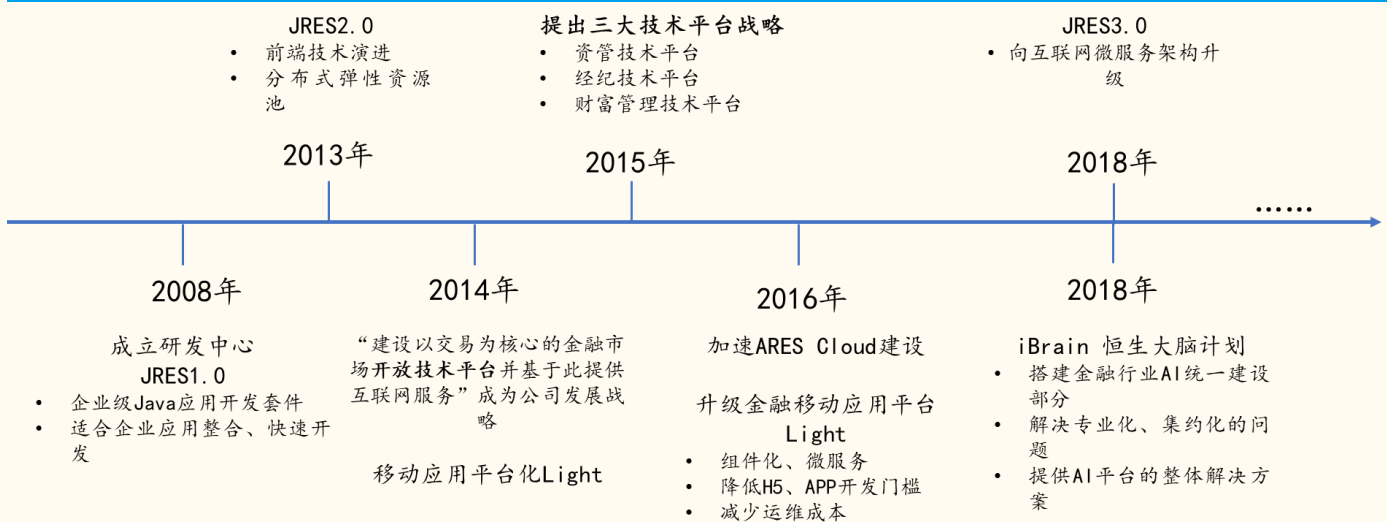 JRES2.0
• 前端技术演进
• 分布式弹性资源
池
2013年
提出三大技术平台战略
• 资管技术平台
• 经纪技术平台
• 财富管理技术平台
2015年
JRES3.0
• 向互联网微服务架构升
级
2018年
……
2008年
成立研发中心
JRES1.0
• 企业级Java应用开发套件
• 适合企业应用整合、快速开
发
2014年
“建设以交易为核心的金融市
场开放技术平台并基于此提供
互联网服务”成为公司发展战
略
移动应用平台化Light
2016年
加速ARES Cloud建设
升级金融移动应用平台
Light
• 组件化、微服务
• 降低H5、APP开发门槛
• 减少运维成本
2018年
iBrain 恒生大脑计划
• 搭建金融行业AI统一建设
部分
• 解决专业化、集约化的问
题
• 提供AI平台的整体解决方
案